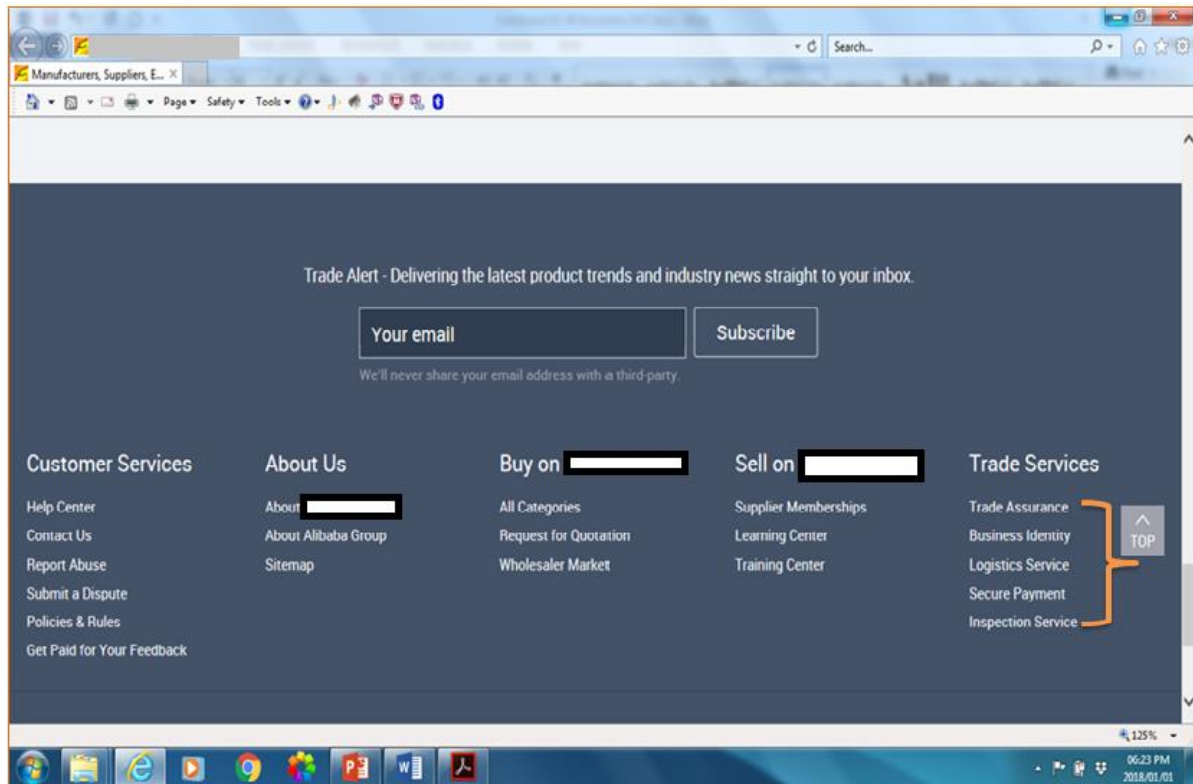 Search...
Manufacturers, Suppliers, E...
Page Safety Tools
Trade Alert - Delivering the latest product trends and industry news straight to your inbox.
Your email
Subscribe
We'll never share your email address with a third-party.
Customer Services
Help Center
Contact Us
Report Abuse
Submit a Dispute
Policies & Rules
Get Paid for Your Feedback
About Us
About
About Alibaba Group
Sitemap
Buy on
All Categories
Request for Quotation
Wholesaler Market
Sell on
Supplier Memberships
Learning Center
Training Center
Trade Services
Trade Assurance
Business Identity
Logistics Service
Secure Payment
Inspection Service
TOP
125%
06:23 PM
2018/01/01